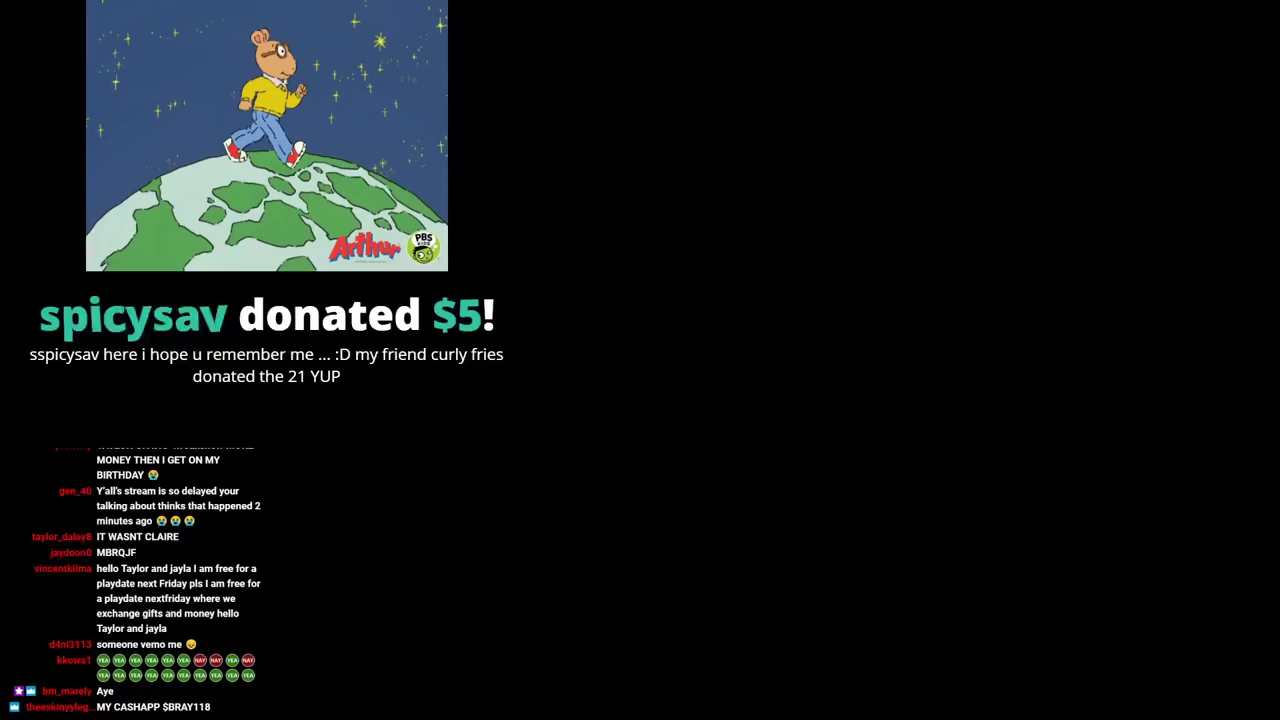 Arthur
PBS
KIDS
spicysav donated $5!
sspicysav here i hope u remember me ... :D my friend curly fries
donated the 21 YUP
MONEY THEN I GET ON MY
BIRTHDAY 😭
gen_40 Y'all's stream is so delayed your
talking about thinks that happened 2
minutes ago 😭 😭 😭
taylor_daley8 IT WASNT CLAIRE
jaydoon0 MBRQJF
vincentklima hello Taylor and jayla I am free for a
playdate next Friday pls I am free for
a playdate nextfriday where we
exchange gifts and money hello
Taylor and jayla
d4ni3113 someone vemo me
kkowa1 YEA YEA YEA YEA YEA YEA NAY NAY YEA NAY
YEA YEA YEA YEA YEA YEA YEA YEA YEA YEA
bm_marely Aye
theeskinyyleg... MY CASHAPP $BRAY118